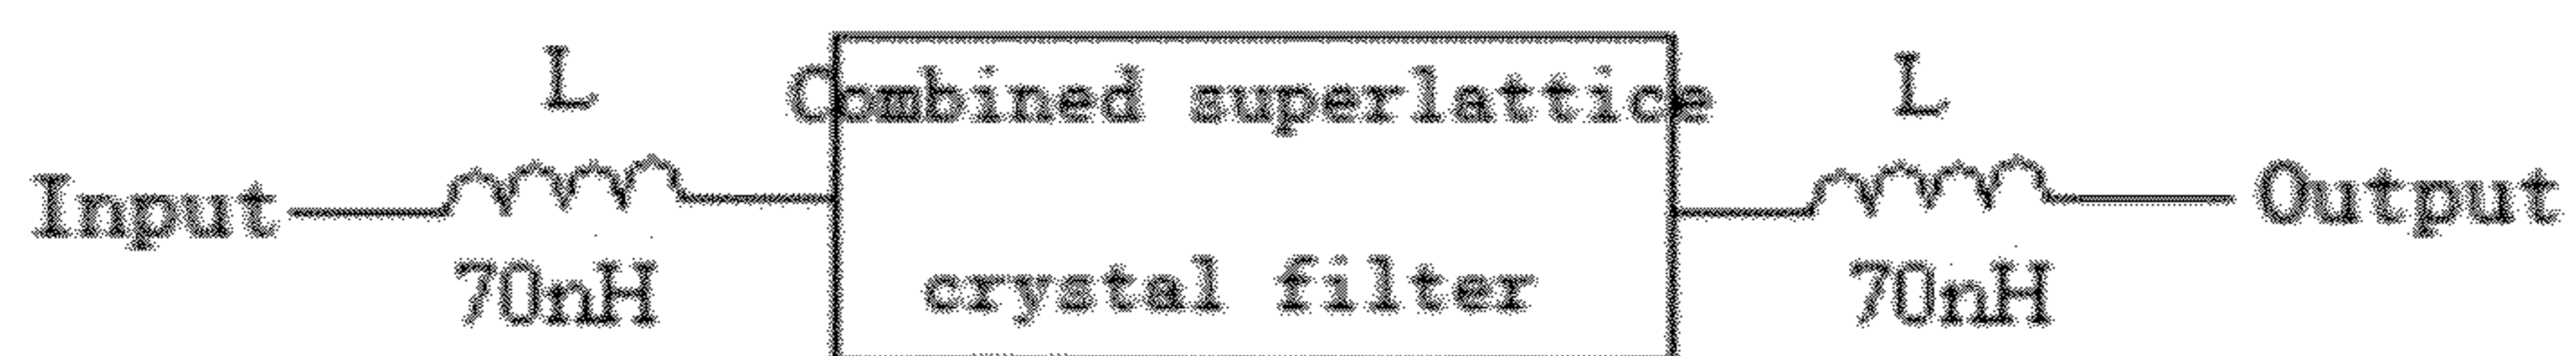 L
Combined superlattice
L
Input
Output
crystal filter
70nH
70nH